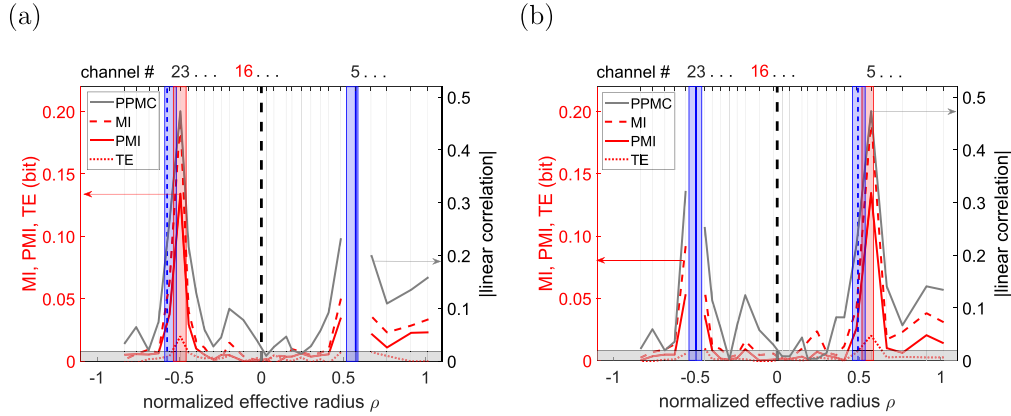 (a)
(b)
channel # 23 . . . 16 . . . 5 . . .
channel # 23 . . . 16 . . . 5 . . .
MI, PMI, TE (bit)
0.20
0.15
0.10
0.05
0
PPMC
MI
PMI
TE
0.5
0.4
0.3
0.2
0.1
0
|linear correlation|
-1 -0.5 0 0.5 1
normalized effective radius ρ
MI, PMI, TE (bit)
0.20
0.15
0.10
0.05
0
PPMC
MI
PMI
TE
0.5
0.4
0.3
0.2
0.1
0
|linear correlation|
-1 -0.5 0 0.5 1
normalized effective radius ρ